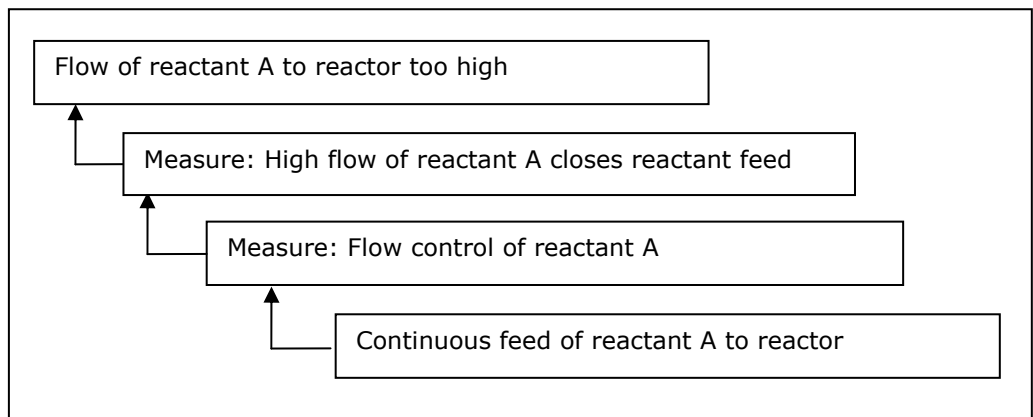 Flow of reactant A to reactor too high
Measure: High flow of reactant A closes reactant feed
Measure: Flow control of reactant A
Continuous feed of reactant A to reactor